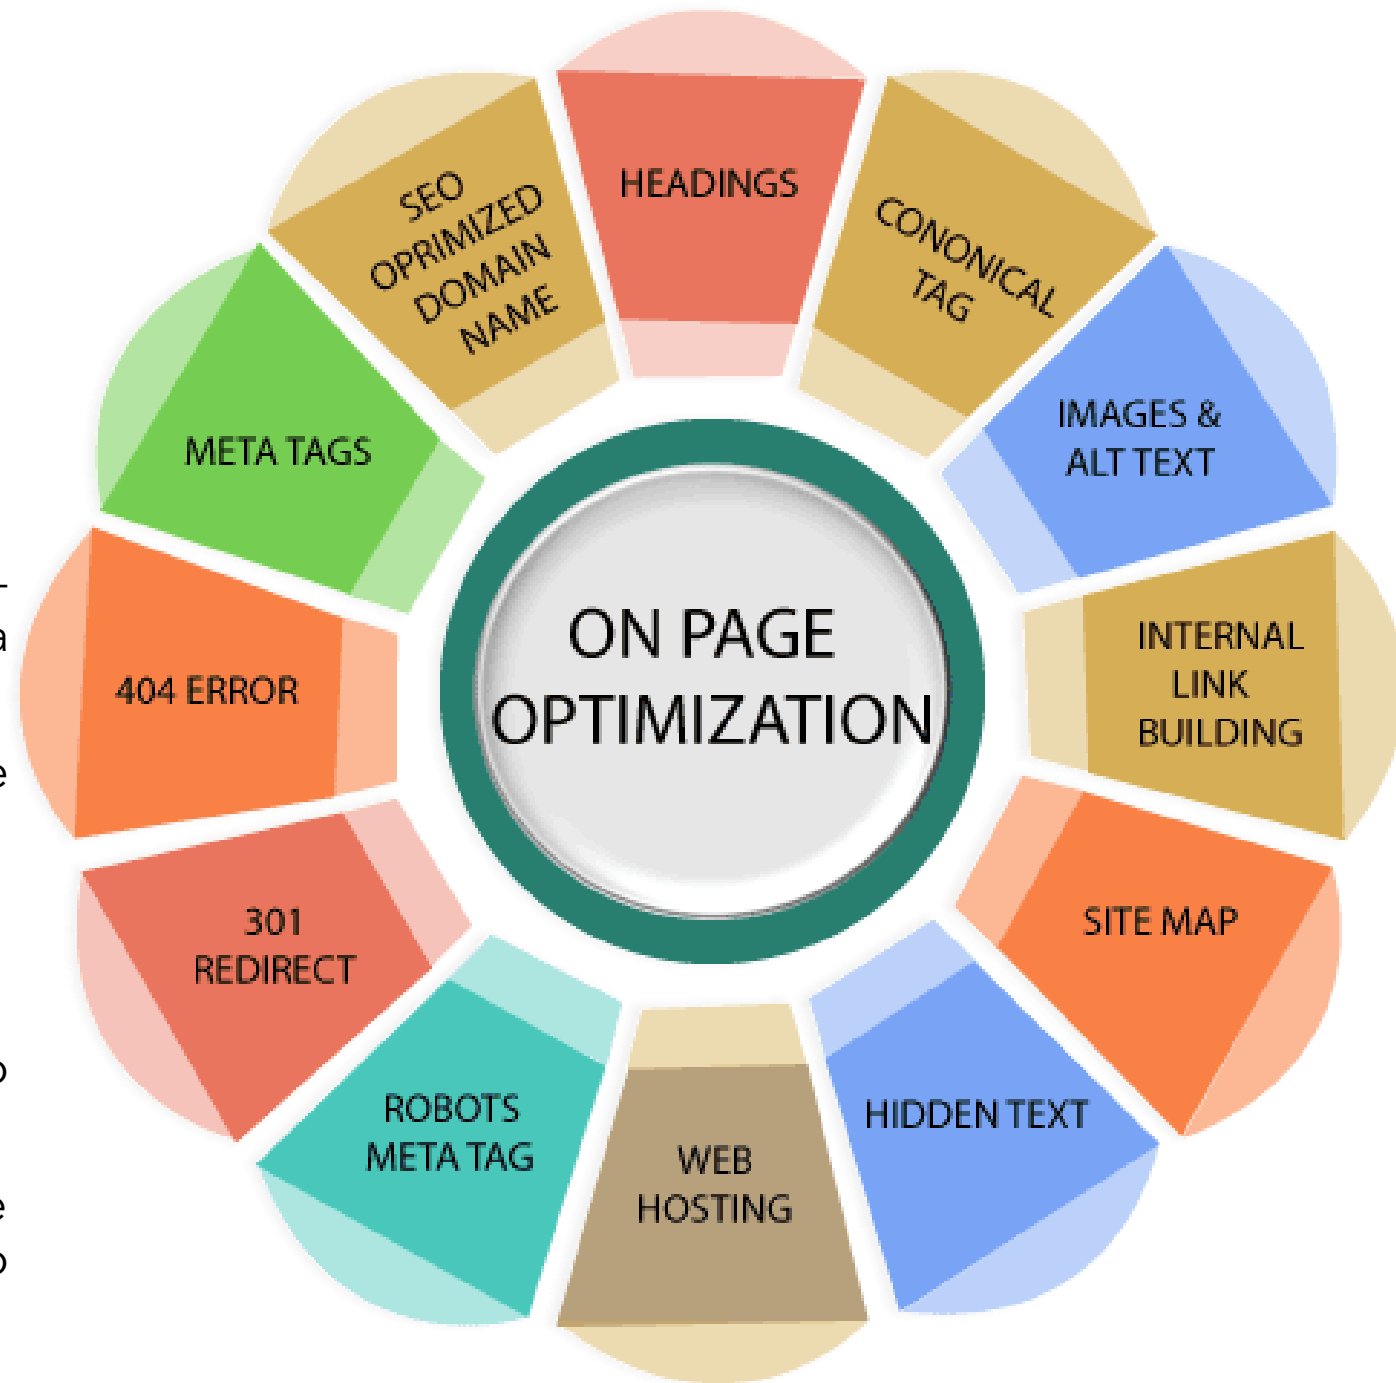 HEADINGS
CONONICAL
TAG
IMAGES &
ALT TEXT
INTERNAL
LINK
BUILDING
SITE MAP
HIDDEN TEXT
WEB
HOSTING
ROBOTS
META TAG
301
REDIRECT
404 ERROR
META TAGS
SEO
OPRIMIZED
DOMAIN
NAME
ON PAGE
OPTIMIZATION